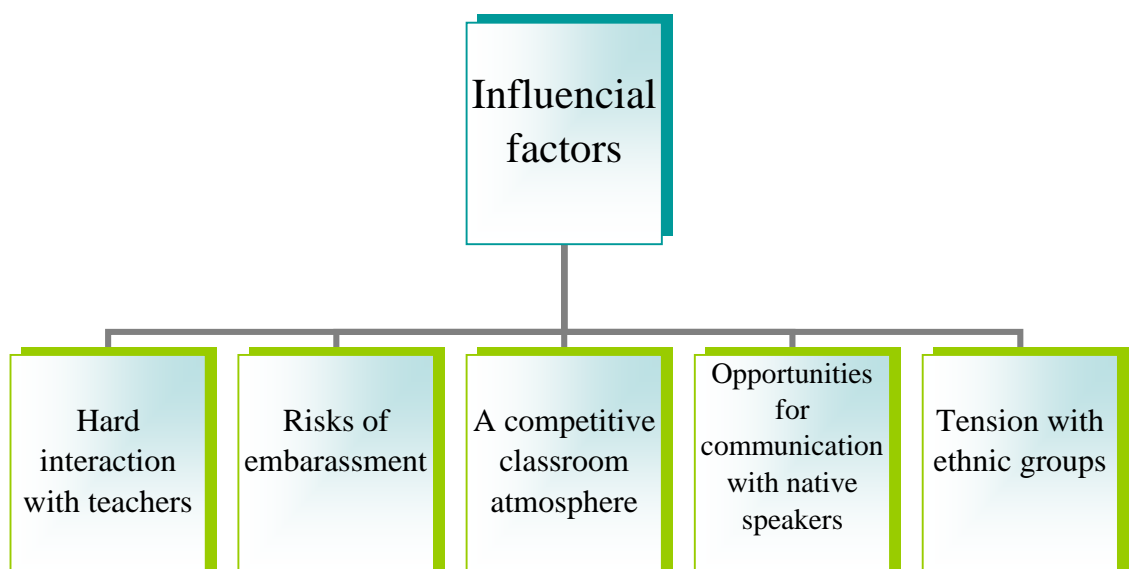 Influencial
factors
Hard
interaction
with teachers
Risks of
embarassment
A competitive
classroom
atmosphere
Opportunities
for
communication
with native
speakers
Tension with
ethnic groups